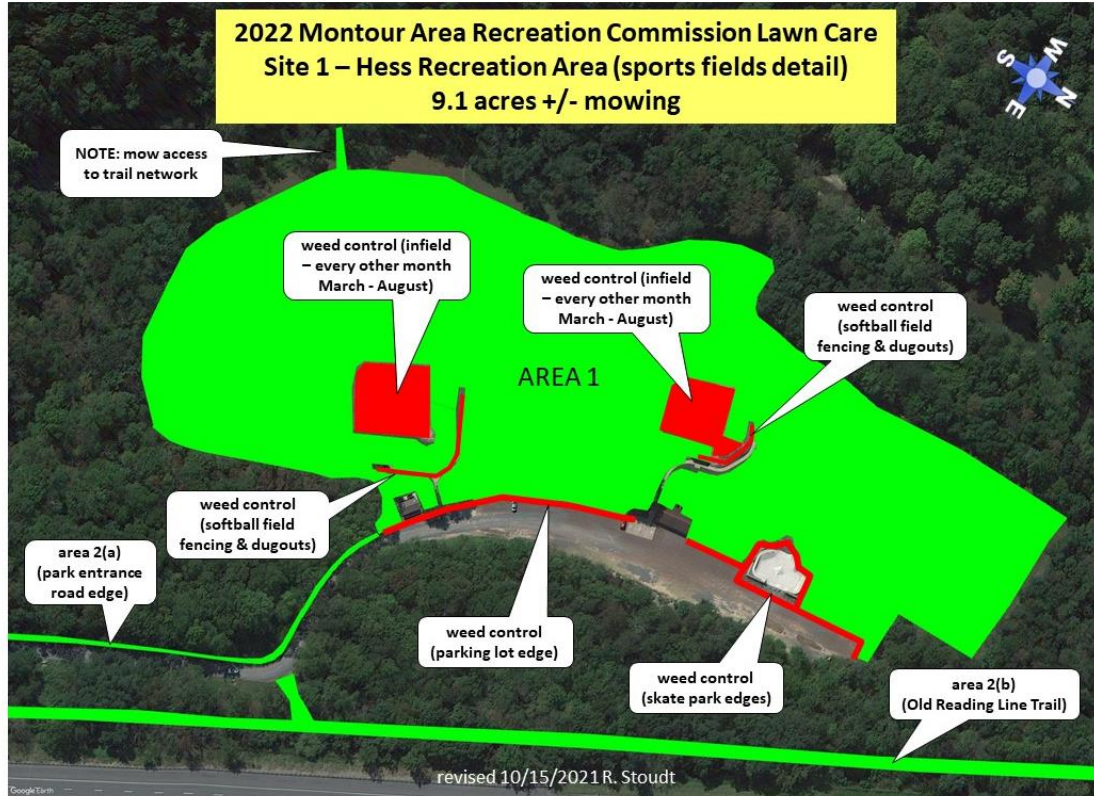 2022 Montour Area Recreation Commission Lawn Care
Site 1 – Hess Recreation Area (sports fields detail)
9.1 acres +/- mowing
W
S
N
E
NOTE: mow access
to trail network
weed control (infield
– every other month
March - August)
weed control (infield
– every other month
March - August)
weed control
(softball field
fencing & dugouts)
AREA 1
weed control
(softball field
fencing & dugouts)
area 2(a)
(park entrance
road edge)
weed control
(parking lot edge)
weed control
(skate park edges)
area 2(b)
(Old Reading Line Trail)
revised 10/15/2021 R. Stoudt
Google Earth